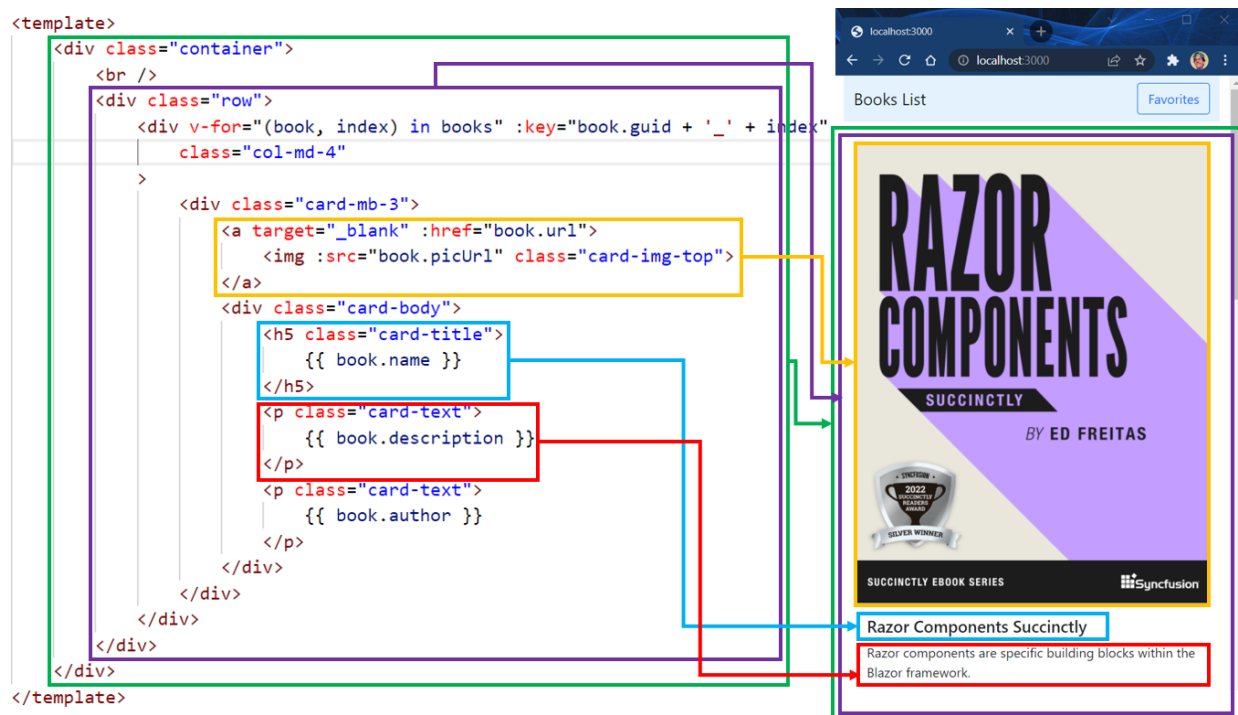 <template>
<div class="container">
<br />
<div class="row">
<div v-for="(book, index) in books" :key="book.guid + '_' + index"
class="col-md-4"
>
<div class="card-mb-3">
<a target="_blank" :href="book.url">
<img :src="book.picUrl" class="card-img-top">
</a>
<div class="card-body">
<h5 class="card-title">
{{ book.name }}
</h5>
<p class="card-text">
{{ book.description }}
</p>
<p class="card-text">
{{ book.author }}
</p>
</div>
</div>
</div>
</div>
</div>
</template>
localhost:3000
localhost:3000
Books List
Favorites
RAZOR
COMPONENTS
SUCCINCTLY
BY ED FREITAS
SYNCFUSION
2022
SUCCINCTLY
READERS
AWARD
SILVER WINNER
SUCCINCTLY EBOOK SERIES
Syncfusion
Razor Components Succinctly
Razor components are specific building blocks within the
Blazor framework.